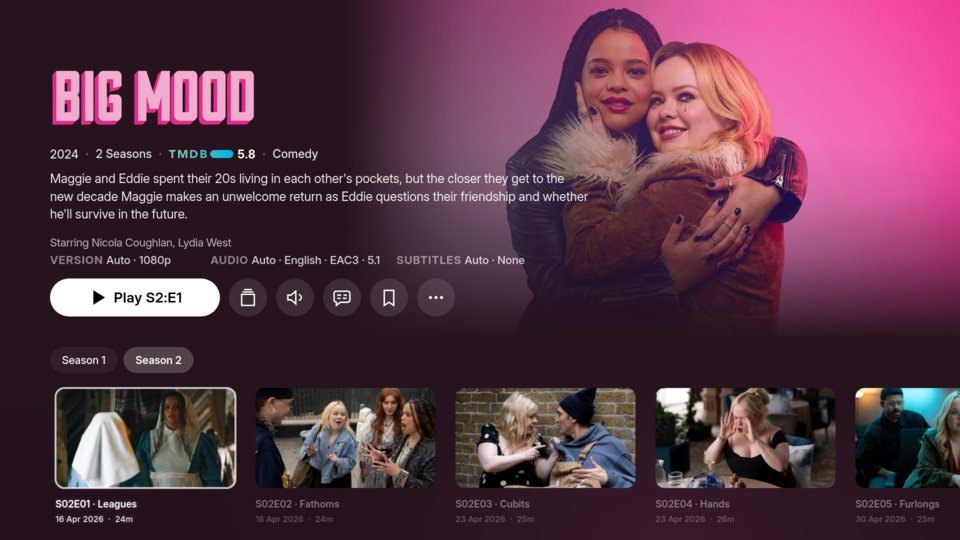 BIG MOOD
2024 · 2 Seasons · TMDB 5.8 · Comedy
Maggie and Eddie spent their 20s living in each other's pockets, but the closer they get to the
new decade Maggie makes an unwelcome return as Eddie questions their friendship and whether
he'll survive in the future.
Starring Nicola Coughlan, Lydia West
VERSION Auto · 1080p AUDIO Auto · English · EAC3 · 5.1 SUBTITLES Auto · None
Play S2:E1
Season 1 Season 2
S02E01 · Leagues
16 Apr 2026 · 24m
S02E02 · Fathoms
16 Apr 2026 · 24m
S02E03 · Cubits
23 Apr 2026 · 25m
S02E04 · Hands
23 Apr 2026 · 26m
S02E05 · Furlongs
30 Apr 2026 · 25m